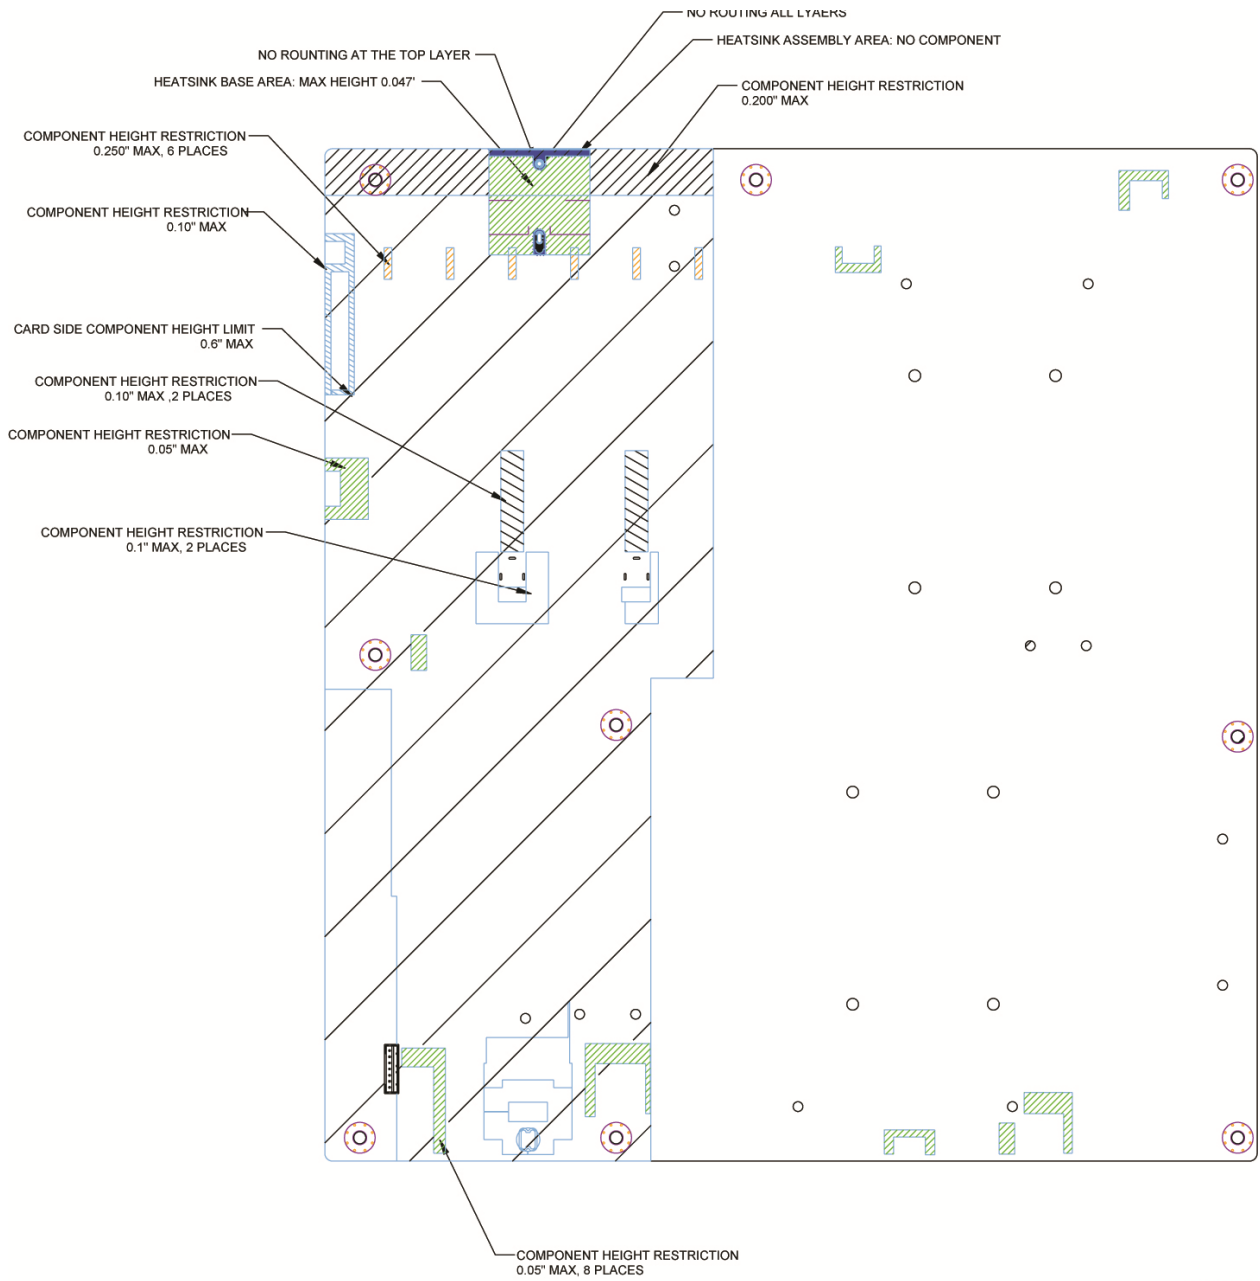 NO ROUTING ALL LYAERS
HEATSINK ASSEMBLY AREA: NO COMPONENT
NO ROUNTING AT THE TOP LAYER
HEATSINK BASE AREA: MAX HEIGHT 0.047'
COMPONENT HEIGHT RESTRICTION
0.200" MAX
COMPONENT HEIGHT RESTRICTION
0.250" MAX, 6 PLACES
COMPONENT HEIGHT RESTRICTION
0.10" MAX
CARD SIDE COMPONENT HEIGHT LIMIT
0.6" MAX
COMPONENT HEIGHT RESTRICTION
0.10" MAX ,2 PLACES
COMPONENT HEIGHT RESTRICTION
0.05" MAX
COMPONENT HEIGHT RESTRICTION
0.1" MAX, 2 PLACES
COMPONENT HEIGHT RESTRICTION
0.05" MAX, 8 PLACES